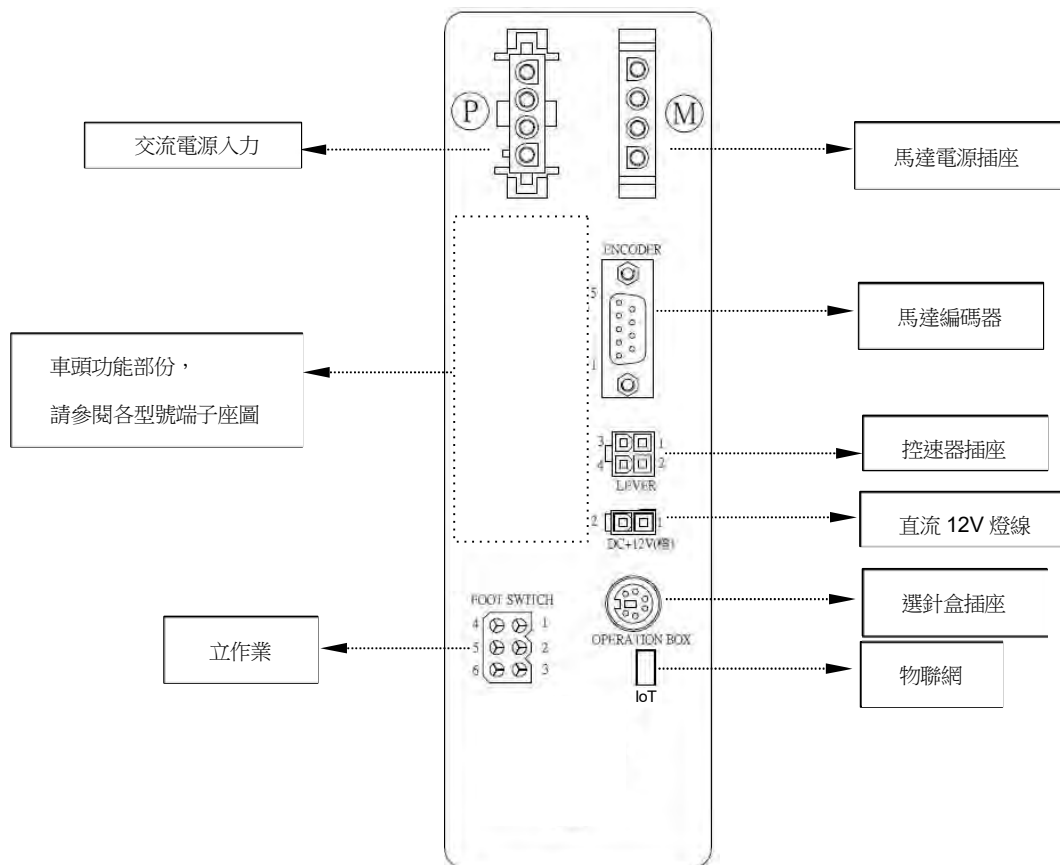 P
M
交流電源入力
馬達電源插座
ENCODER
5
1
馬達編碼器
車頭功能部份，
請參閱各型號端子座圖
3 1
4 2
LEVER
控速器插座
2 1
DC+12V(燈)
直流 12V 燈線
FOOT SWITCH
4 1
5 2
6 3
立作業
OPERATION BOX
選針盒插座
IoT
物聯網